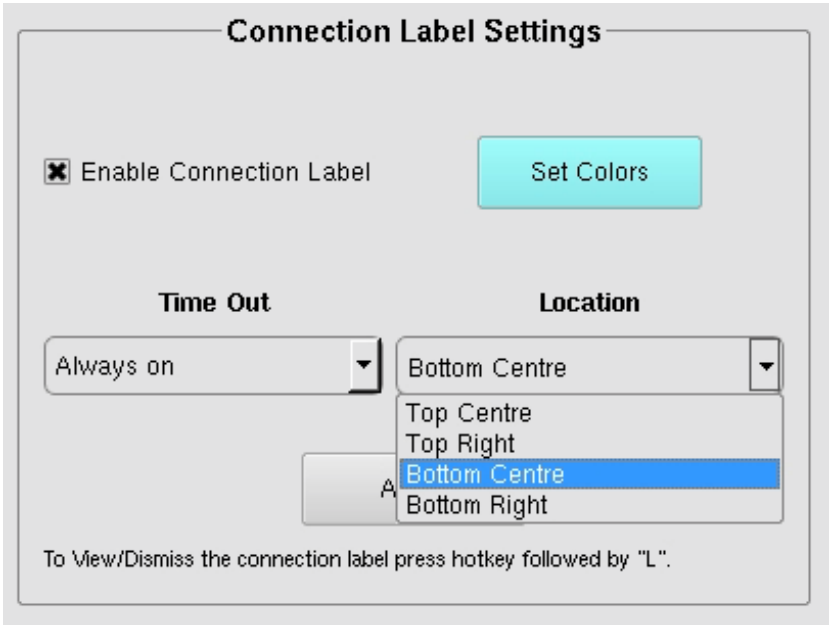 Connection Label Settings
Enable Connection Label
Set Colors
Time Out
Location
Always on
Bottom Centre
Top Centre
Top Right
Bottom Centre
Bottom Right
To View/Dismiss the connection label press hotkey followed by "L".